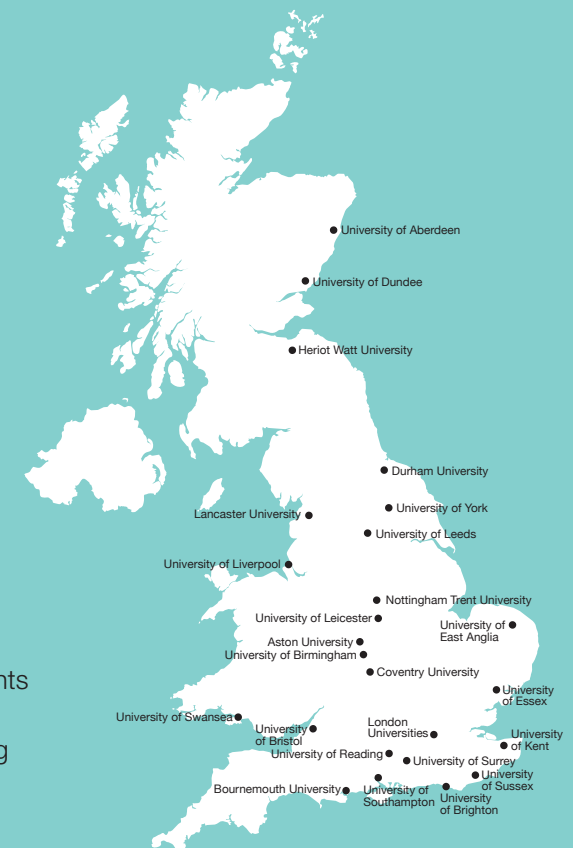 University of Aberdeen
University of Dundee
Heriot Watt University
Durham University
University of York
Lancaster University
University of Leeds
University of Liverpool
Nottingham Trent University
University of Leicester
University of
East Anglia
Aston University
University of Birmingham
Coventry University
nts
University
of Essex
University of Swansea
London
Universities
University
of Bristol
University
of Kent
g
University of Reading
University of Surrey
University
of Sussex
Bournemouth University
University of
Southampton
University
of Brighton